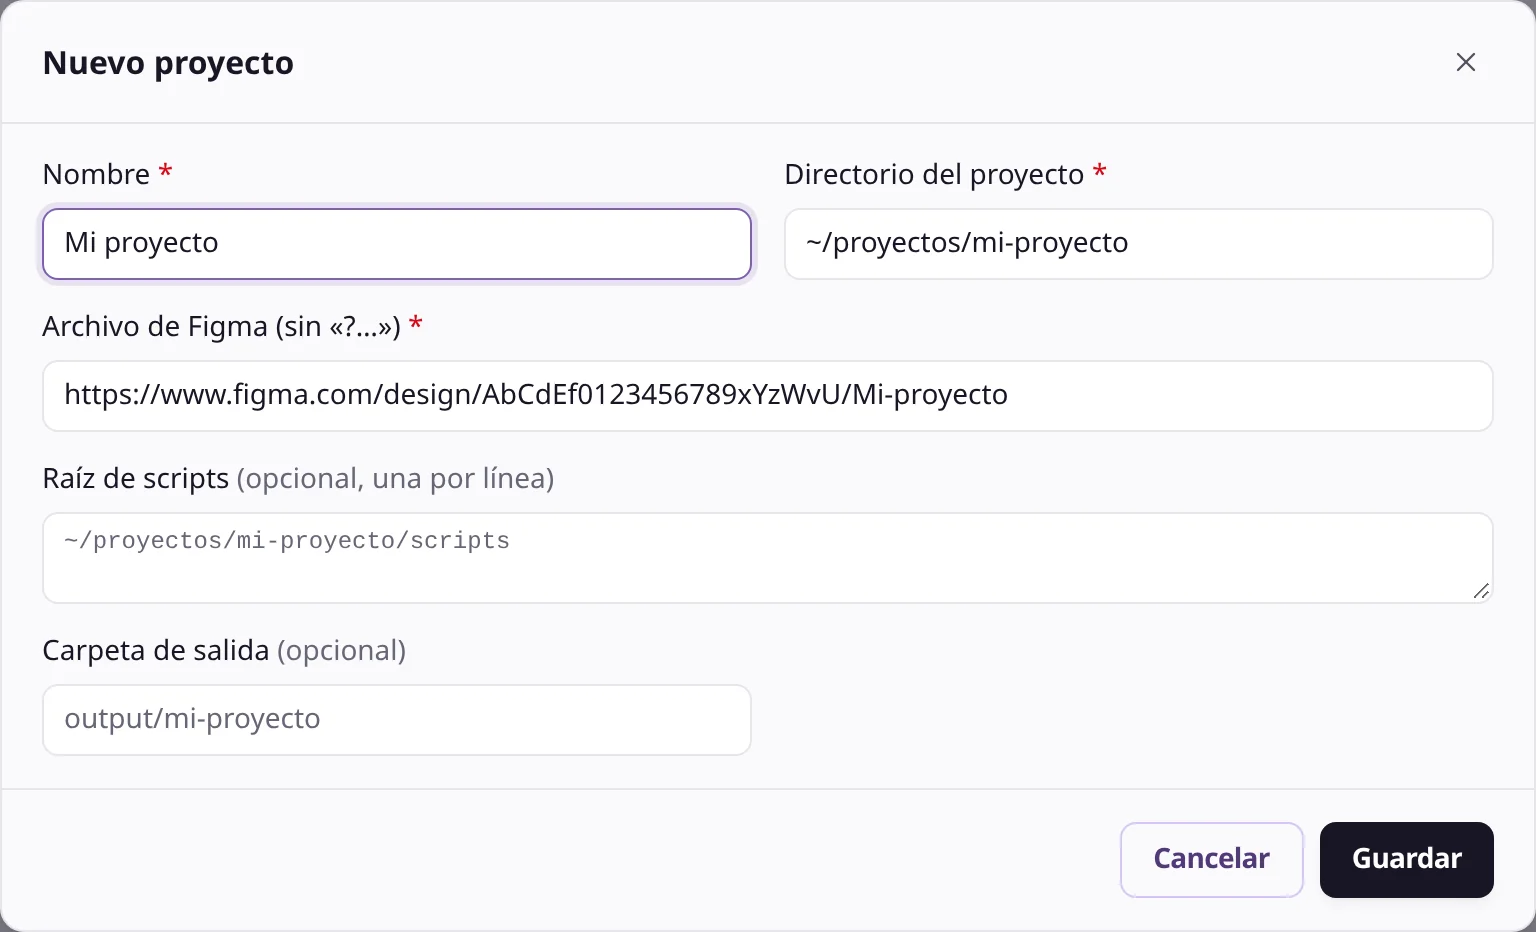 Nuevo proyecto
Nombre *
Directorio del proyecto *
Mi proyecto
~/proyectos/mi-proyecto
Archivo de Figma (sin «?...») *
https://www.figma.com/design/AbCdEf0123456789xYzWvU/Mi-proyecto
Raíz de scripts (opcional, una por línea)
~/proyectos/mi-proyecto/scripts
Carpeta de salida (opcional)
output/mi-proyecto
Cancelar
Guardar